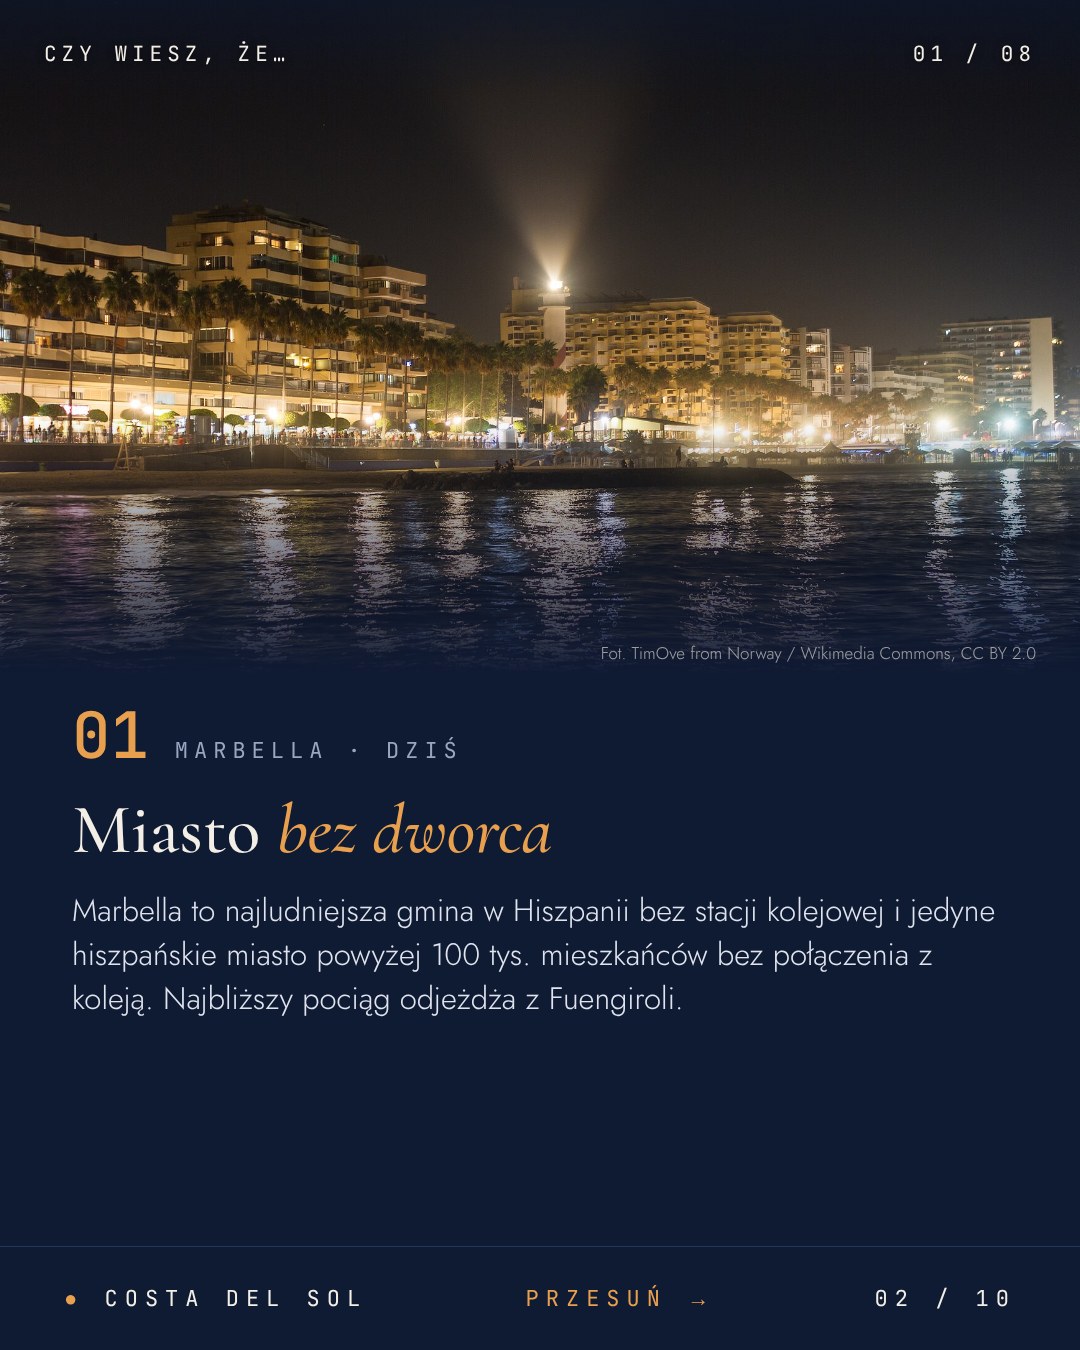 CZY WIESZ, ŻE…
01 / 08
Fot. TimOve from Norway / Wikimedia Commons, CC BY 2.0
01 MARBELLA · DZIŚ
Miasto bez dworca
Marbella to najludniejsza gmina w Hiszpanii bez stacji kolejowej i jedyne
hiszpańskie miasto powyżej 100 tys. mieszkańców bez połączenia z
koleją. Najbliższy pociąg odjeżdża z Fuengiroli.
• COSTA DEL SOL
PRZESUŃ →
02 / 10